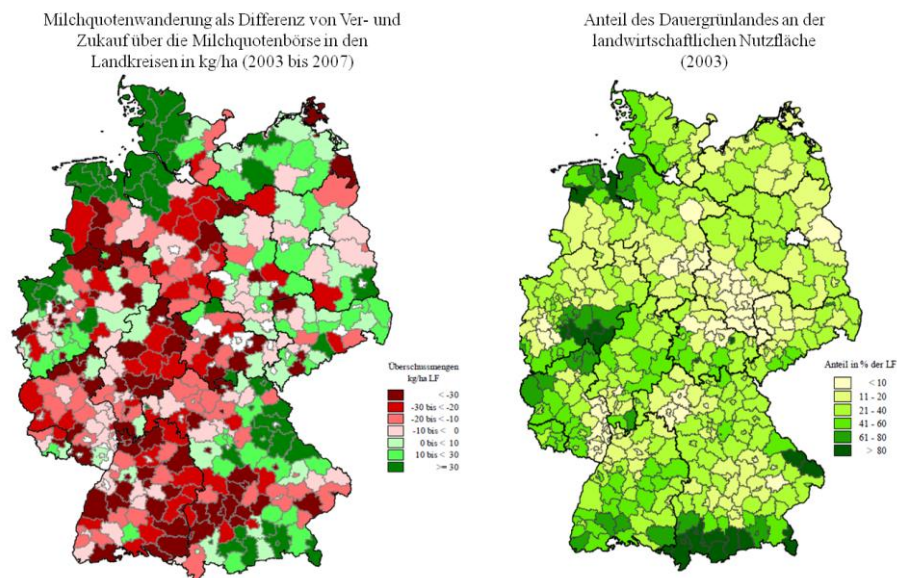 Milchquotenwanderung als Differenz von Ver- und
Zukauf über die Milchquotenbörse in den
Landkreisen in kg/ha (2003 bis 2007)
Überschussmengen
kg/ha LF
< -30
-30 bis < -20
-20 bis < -10
-10 bis < 0
0 bis < 10
10 bis < 30
>= 30
Anteil des Dauergrünlandes an der
landwirtschaftlichen Nutzfläche
(2003)
Anteil in % der LF
< 10
11 - 20
21 - 40
41 - 60
61 - 80
> 80